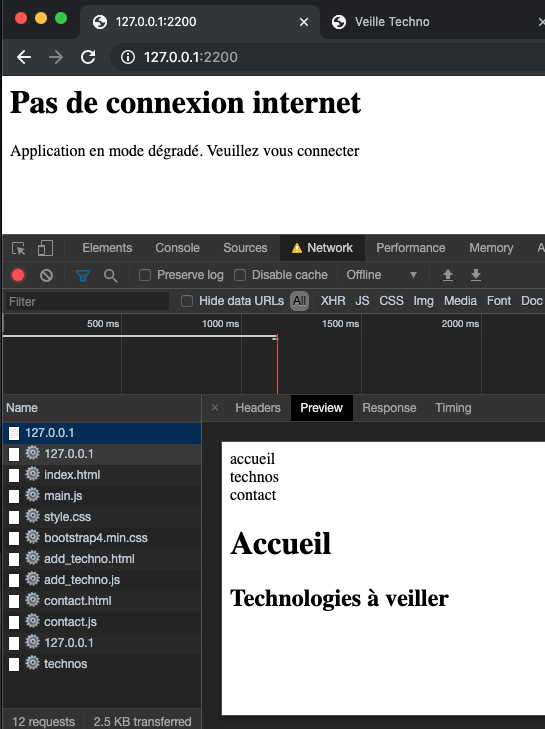 127.0.0.1:2200
Veille Techno
127.0.0.1:2200
Pas de connexion internet
Application en mode dégradé. Veuillez vous connecter
Elements Console Sources Network Performance Memory A
Preserve log Disable cache Offline
Filter Hide data URLs All XHR JS CSS Img Media Font Doc
500 ms 1000 ms 1500 ms 2000 ms
Name
Headers Preview Response Timing
127.0.0.1
127.0.0.1
index.html
main.js
style.css
bootstrap4.min.css
add_techno.html
add_techno.js
contact.html
contact.js
127.0.0.1
technos
accueil
technos
contact
Accueil
Technologies à veiller
12 requests 2.5 KB transferred